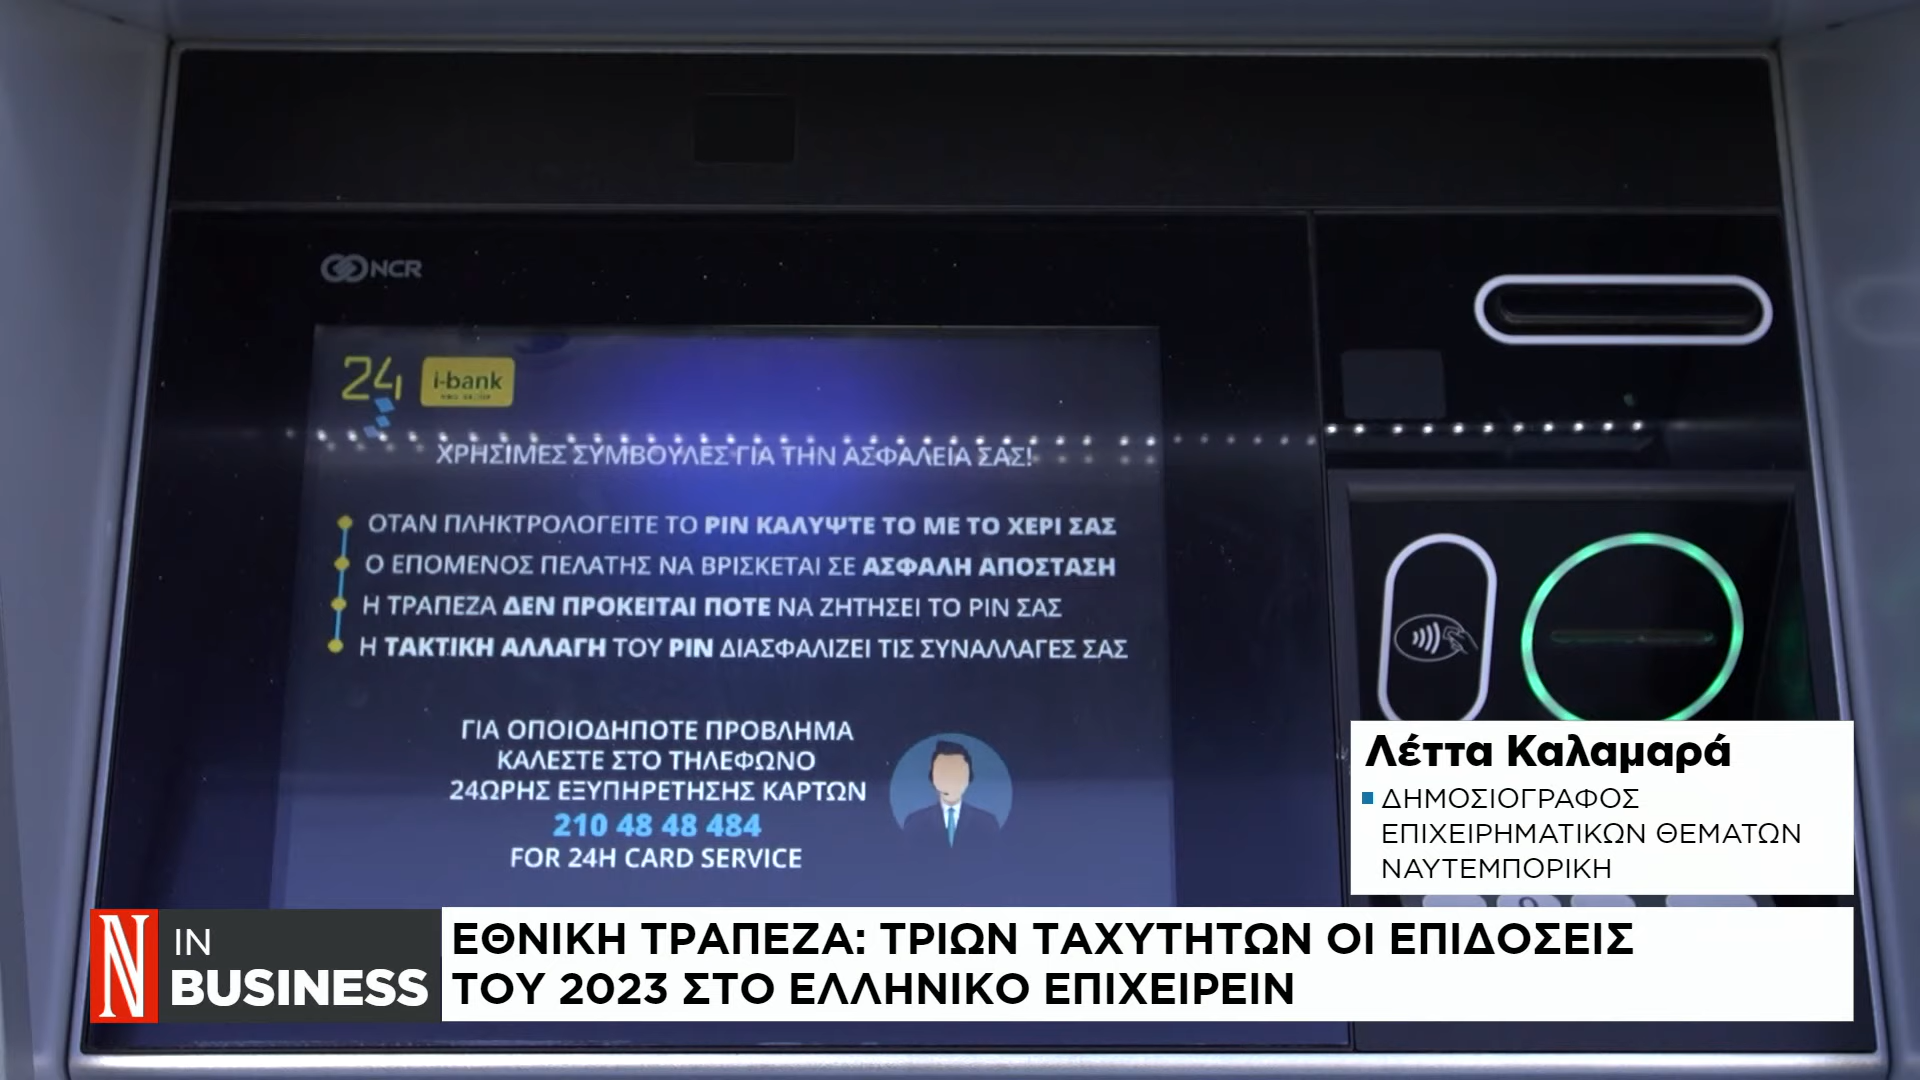 NCR
24 i-bank
ΧΡΗΣΙΜΕΣ ΣΥΜΒΟΥΛΕΣ ΓΙΑ ΤΗΝ ΑΣΦΑΛΕΙΑ ΣΑΣ!
ΟΤΑΝ ΠΛΗΚΤΡΟΛΟΓΕΙΤΕ ΤΟ PIN ΚΑΛΥΨΤΕ ΤΟ ΜΕ ΤΟ ΧΕΡΙ ΣΑΣ
Ο ΕΠΟΜΕΝΟΣ ΠΕΛΑΤΗΣ ΝΑ ΒΡΙΣΚΕΤΑΙ ΣΕ ΑΣΦΑΛΗ ΑΠΟΣΤΑΣΗ
Η ΤΡΑΠΕΖΑ ΔΕΝ ΠΡΟΚΕΙΤΑΙ ΠΟΤΕ ΝΑ ΖΗΤΗΣΕΙ ΤΟ PIN ΣΑΣ
Η ΤΑΚΤΙΚΗ ΑΛΛΑΓΗ ΤΟΥ PIN ΔΙΑΣΦΑΛΙΖΕΙ ΤΙΣ ΣΥΝΑΛΛΑΓΕΣ ΣΑΣ
ΓΙΑ ΟΠΟΙΟΔΗΠΟΤΕ ΠΡΟΒΛΗΜΑ
ΚΑΛΕΣΤΕ ΣΤΟ ΤΗΛΕΦΩΝΟ
24ΩΡΗΣ ΕΞΥΠΗΡΕΤΗΣΗΣ ΚΑΡΤΩΝ
210 48 48 484
FOR 24H CARD SERVICE
Λέττα Καλαμαρά
ΔΗΜΟΣΙΟΓΡΑΦΟΣ
ΕΠΙΧΕΙΡΗΜΑΤΙΚΩΝ ΘΕΜΑΤΩΝ
ΝΑΥΤΕΜΠΟΡΙΚΗ
N IN
BUSINESS
ΕΘΝΙΚΗ ΤΡΑΠΕΖΑ: ΤΡΙΩΝ ΤΑΧΥΤΗΤΩΝ ΟΙ ΕΠΙΔΟΣΕΙΣ
ΤΟΥ 2023 ΣΤΟ ΕΛΛΗΝΙΚΟ ΕΠΙΧΕΙΡΕΙΝ